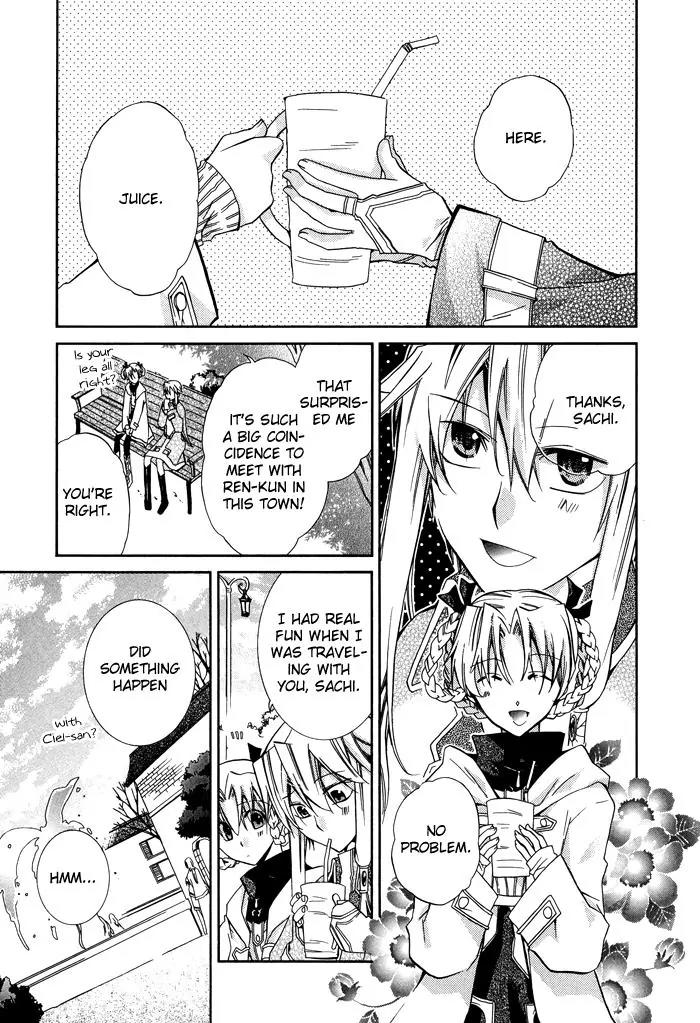 HERE.
JUICE.
THANKS,
SACHI.
THAT
SURPRIS-
ED ME
IT'S SUCH
A BIG COIN-
CIDENCE TO
MEET WITH
REN-KUN IN
THIS TOWN!
Is your
leg all
right?
YOU'RE
RIGHT.
NO
PROBLEM.
I HAD REAL
FUN WHEN I
WAS TRAVEL-
ING WITH
YOU, SACHI.
DID
SOMETHING
HAPPEN
with
Ciel-san?
HMM...